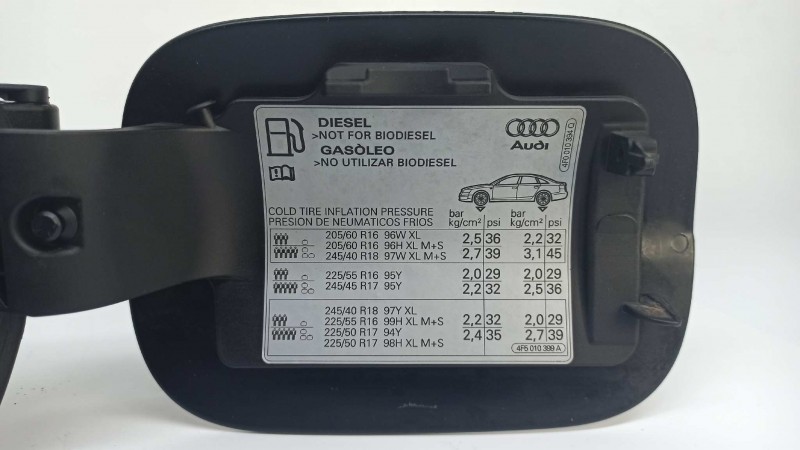 DIESEL
>NOT FOR BIODIESEL
GASÒLEO
>NO UTILIZAR BIODIESEL
Audi
4F0 010 394 Q
COLD TIRE INFLATION PRESSURE
PRESION DE NEUMATICOS FRIOS
bar psi bar psi
kg/cm² kg/cm²
205/60 R16 96W XL
205/60 R16 96H XL M+S 2,5 36 2,2 32
245/40 R18 97W XL M+S 2,7 39 3,1 45
225/55 R16 95Y 2,0 29 2,0 29
245/45 R17 95Y 2,2 32 2,5 36
245/40 R18 97Y XL
225/55 R16 99H XL M+S 2,2 32 2,0 29
225/50 R17 94Y 2,4 35 2,7 39
225/50 R17 98H XL M+S
4F5 010 399 A